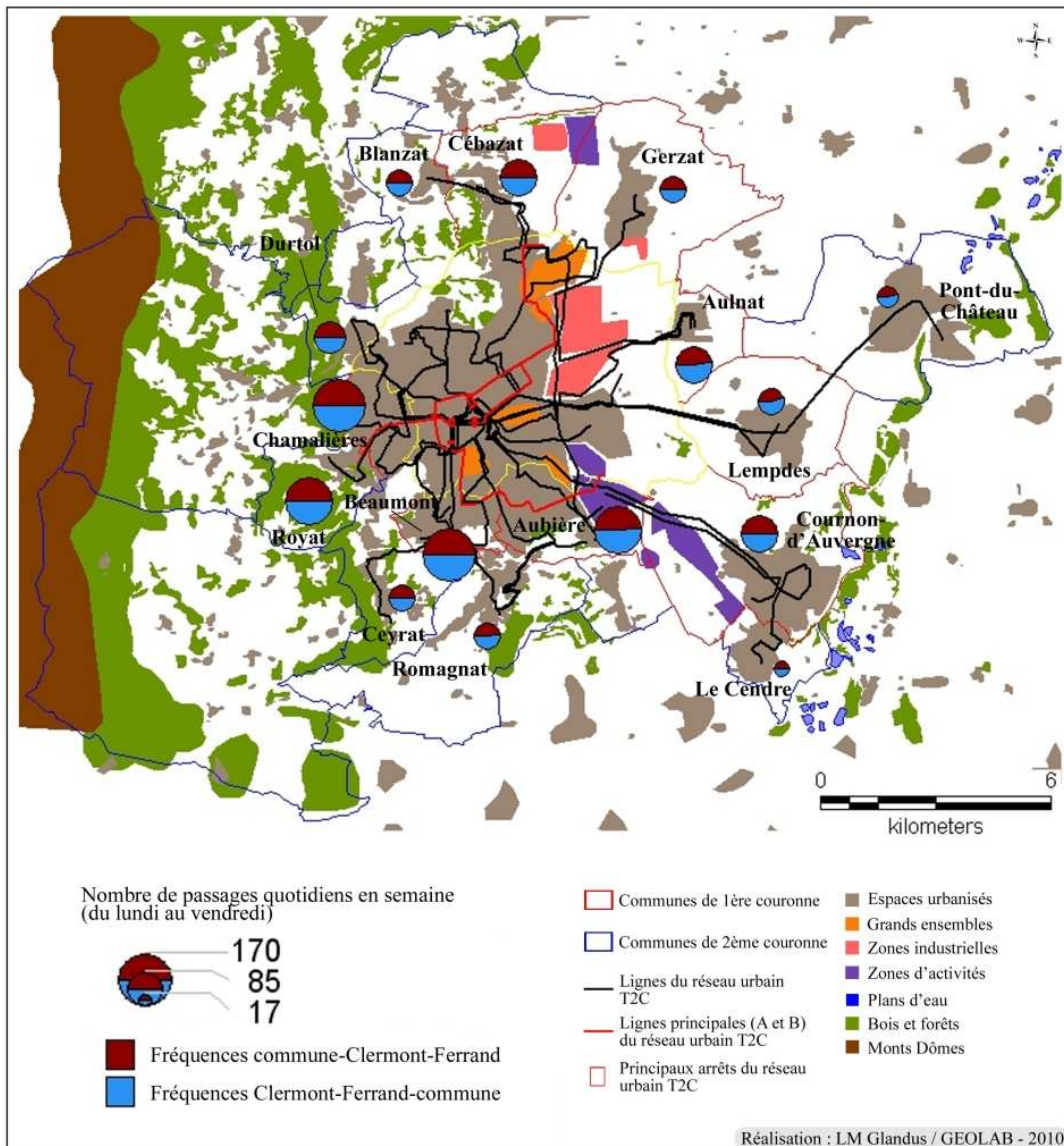 N
W E
S
Cébazat
Blanzat
Gerzat
Durtol
Aulnat
Pont-du-
Château
Chamalières
Lempdes
Beaumont
Aubière
Cournon-
d'Auvergne
Royat
Ceyrat
Romagnat
Le Cendre
0 6
kilometers
Nombre de passages quotidiens en semaine
(du lundi au vendredi)
170
85
17
Fréquences commune-Clermont-Ferrand
Fréquences Clermont-Ferrand-commune
Communes de 1ère couronne
Communes de 2ème couronne
Lignes du réseau urbain
T2C
Lignes principales (A et B)
du réseau urbain T2C
Principaux arrêts du réseau
urbain T2C
Espaces urbanisés
Grands ensembles
Zones industrielles
Zones d'activités
Plans d'eau
Bois et forêts
Monts Dômes
Réalisation : LM Glandus / GEOLAB - 2010